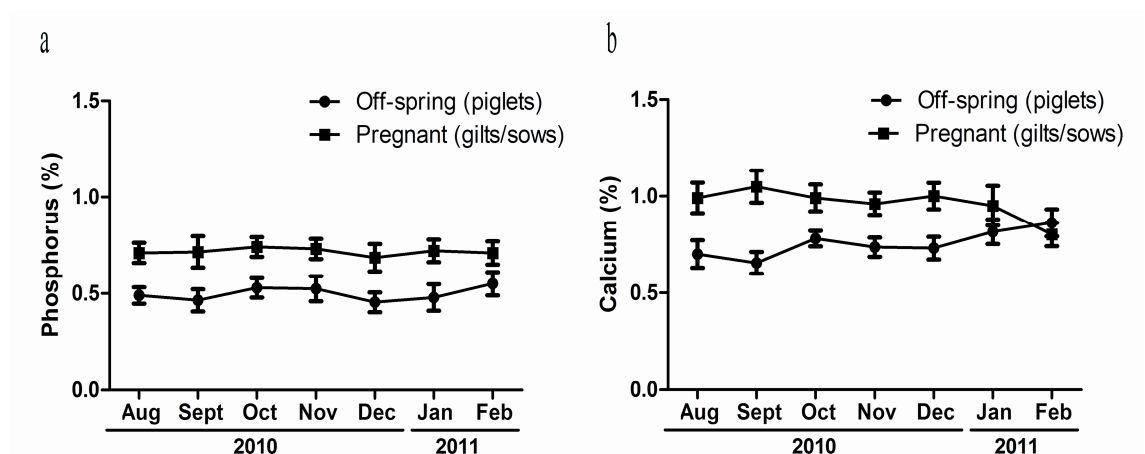 a
Phosphorus (%)
1.5
1.0
0.5
0.0
Off-spring (piglets)
Pregnant (gilts/sows)
Aug Sept Oct Nov Dec Jan Feb
2010 2011
b
Calcium (%)
1.5
1.0
0.5
0.0
Off-spring (piglets)
Pregnant (gilts/sows)
Aug Sept Oct Nov Dec Jan Feb
2010 2011